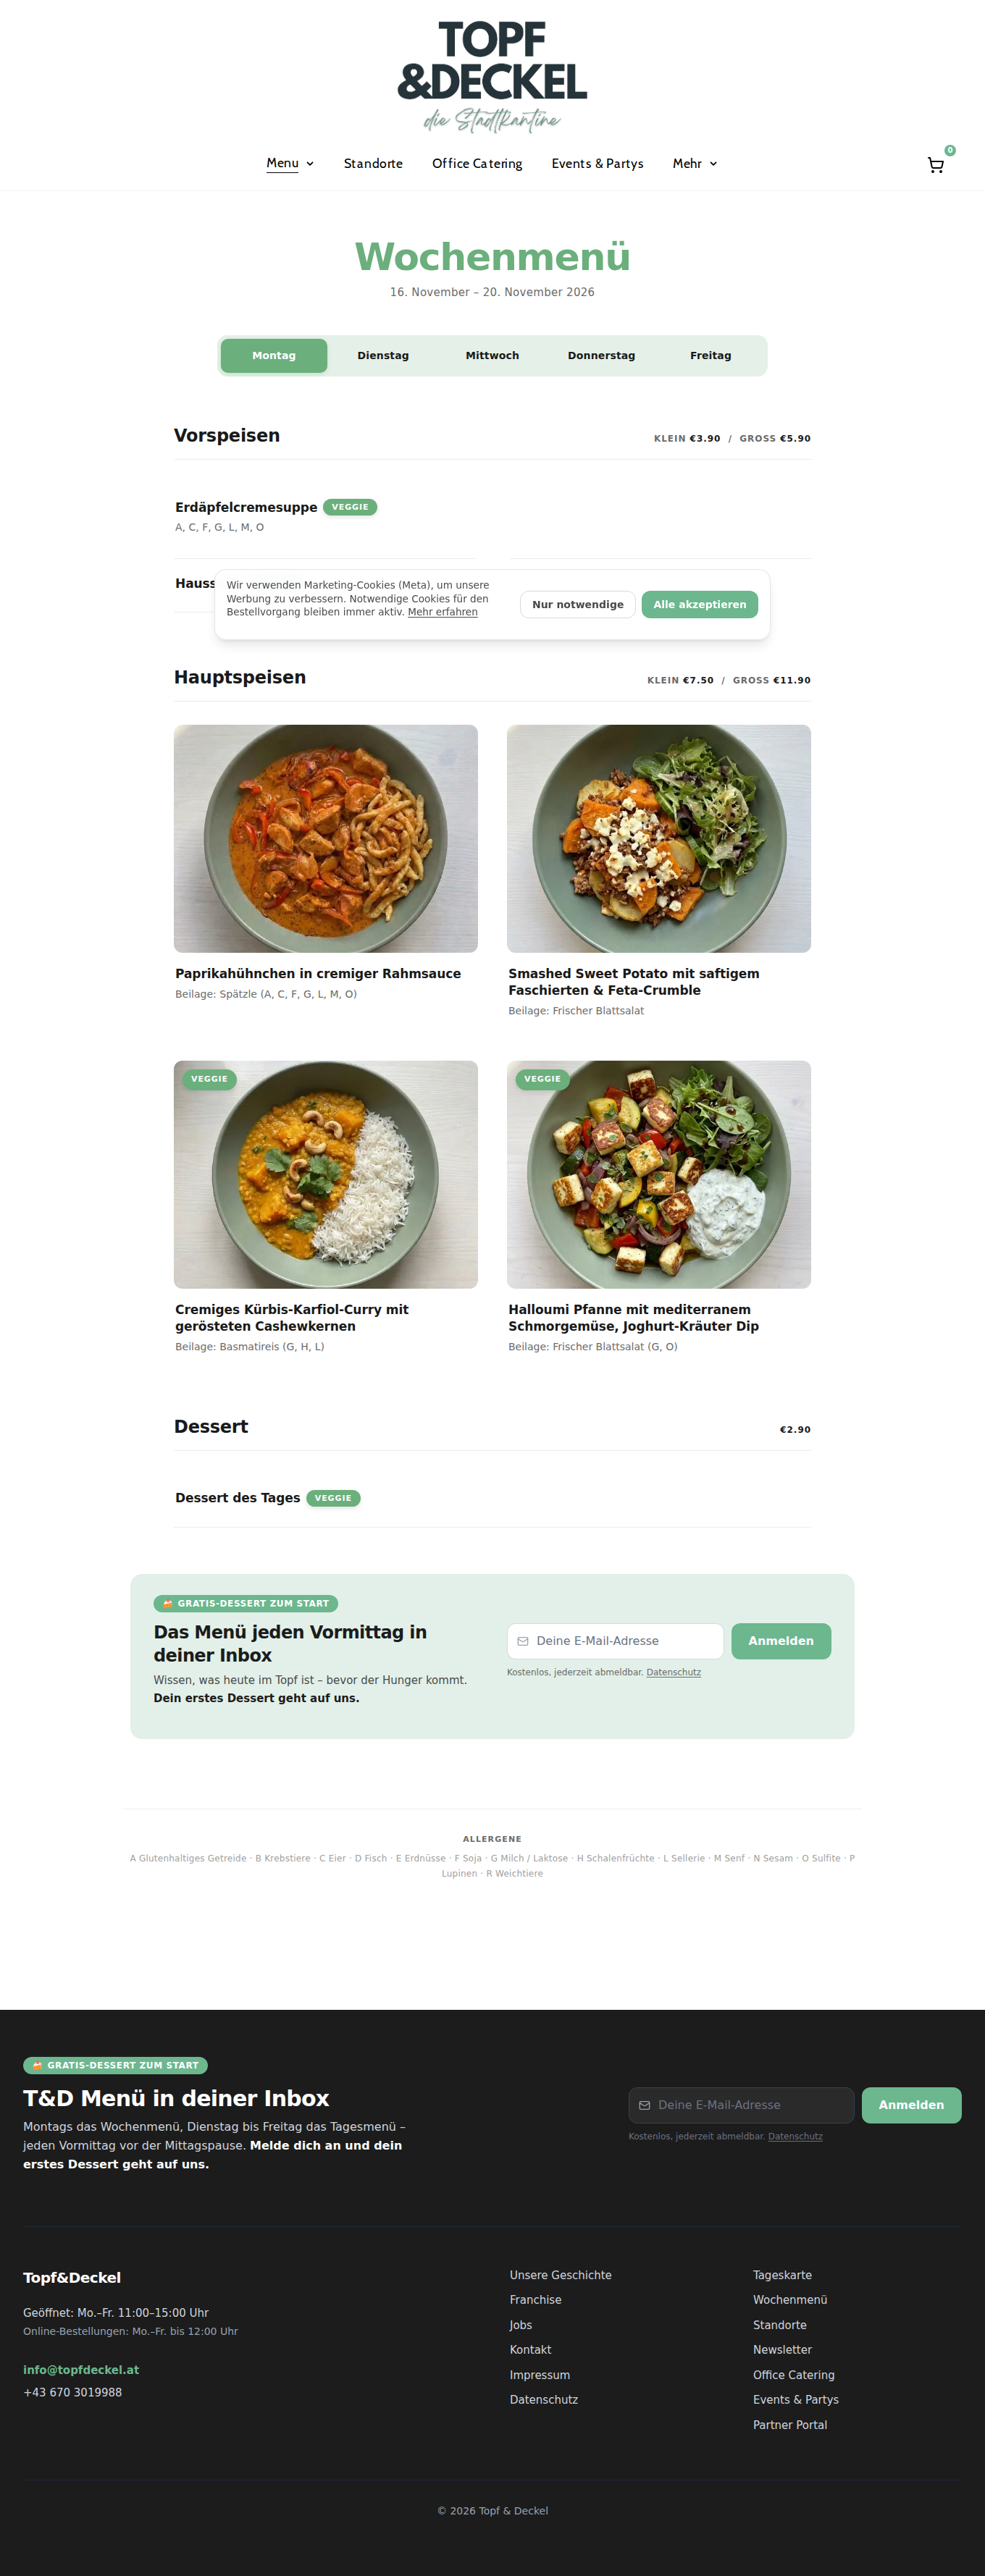 TOPF
&DECKEL
die Stadtkantine
Menu
Standorte
Office Catering
Events & Partys
Mehr
0
Wochenmenü
16. November – 20. November 2026
Montag
Dienstag
Mittwoch
Donnerstag
Freitag
Vorspeisen
KLEIN €3.90 / GROSS €5.90
Erdäpfelcremesuppe VEGGIE
A, C, F, G, L, M, O
Wir verwenden Marketing-Cookies (Meta), um unsere
Werbung zu verbessern. Notwendige Cookies für den
Bestellvorgang bleiben immer aktiv. Mehr erfahren
Nur notwendige
Alle akzeptieren
Hauptspeisen
KLEIN €7.50 / GROSS €11.90
Paprikahühnchen in cremiger Rahmsauce
Beilage: Spätzle (A, C, F, G, L, M, O)
Smashed Sweet Potato mit saftigem
Faschierten & Feta-Crumble
Beilage: Frischer Blattsalat
VEGGIE
Cremiges Kürbis-Karfiol-Curry mit
gerösteten Cashewkernen
Beilage: Basmatireis (G, H, L)
VEGGIE
Halloumi Pfanne mit mediterranem
Schmorgemüse, Joghurt-Kräuter Dip
Beilage: Frischer Blattsalat (G, O)
Dessert
€2.90
Dessert des Tages VEGGIE
🍰 GRATIS-DESSERT ZUM START
Das Menü jeden Vormittag in
deiner Inbox
Wissen, was heute im Topf ist – bevor der Hunger kommt.
Dein erstes Dessert geht auf uns.
Deine E-Mail-Adresse
Anmelden
Kostenlos, jederzeit abmeldbar. Datenschutz
ALLERGENE
A Glutenhaltiges Getreide · B Krebstiere · C Eier · D Fisch · E Erdnüsse · F Soja · G Milch / Laktose · H Schalenfrüchte · L Sellerie · M Senf · N Sesam · O Sulfite · P
Lupinen · R Weichtiere
🍰 GRATIS-DESSERT ZUM START
T&D Menü in deiner Inbox
Montags das Wochenmenü, Dienstag bis Freitag das Tagesmenü –
jeden Vormittag vor der Mittagspause. Melde dich an und dein
erstes Dessert geht auf uns.
Deine E-Mail-Adresse
Anmelden
Kostenlos, jederzeit abmeldbar. Datenschutz
Topf&Deckel
Geöffnet: Mo.–Fr. 11:00–15:00 Uhr
Online-Bestellungen: Mo.–Fr. bis 12:00 Uhr
info@topfdeckel.at
+43 670 3019988
Unsere Geschichte
Franchise
Jobs
Kontakt
Impressum
Datenschutz
Tageskarte
Wochenmenü
Standorte
Newsletter
Office Catering
Events & Partys
Partner Portal
© 2026 Topf & Deckel